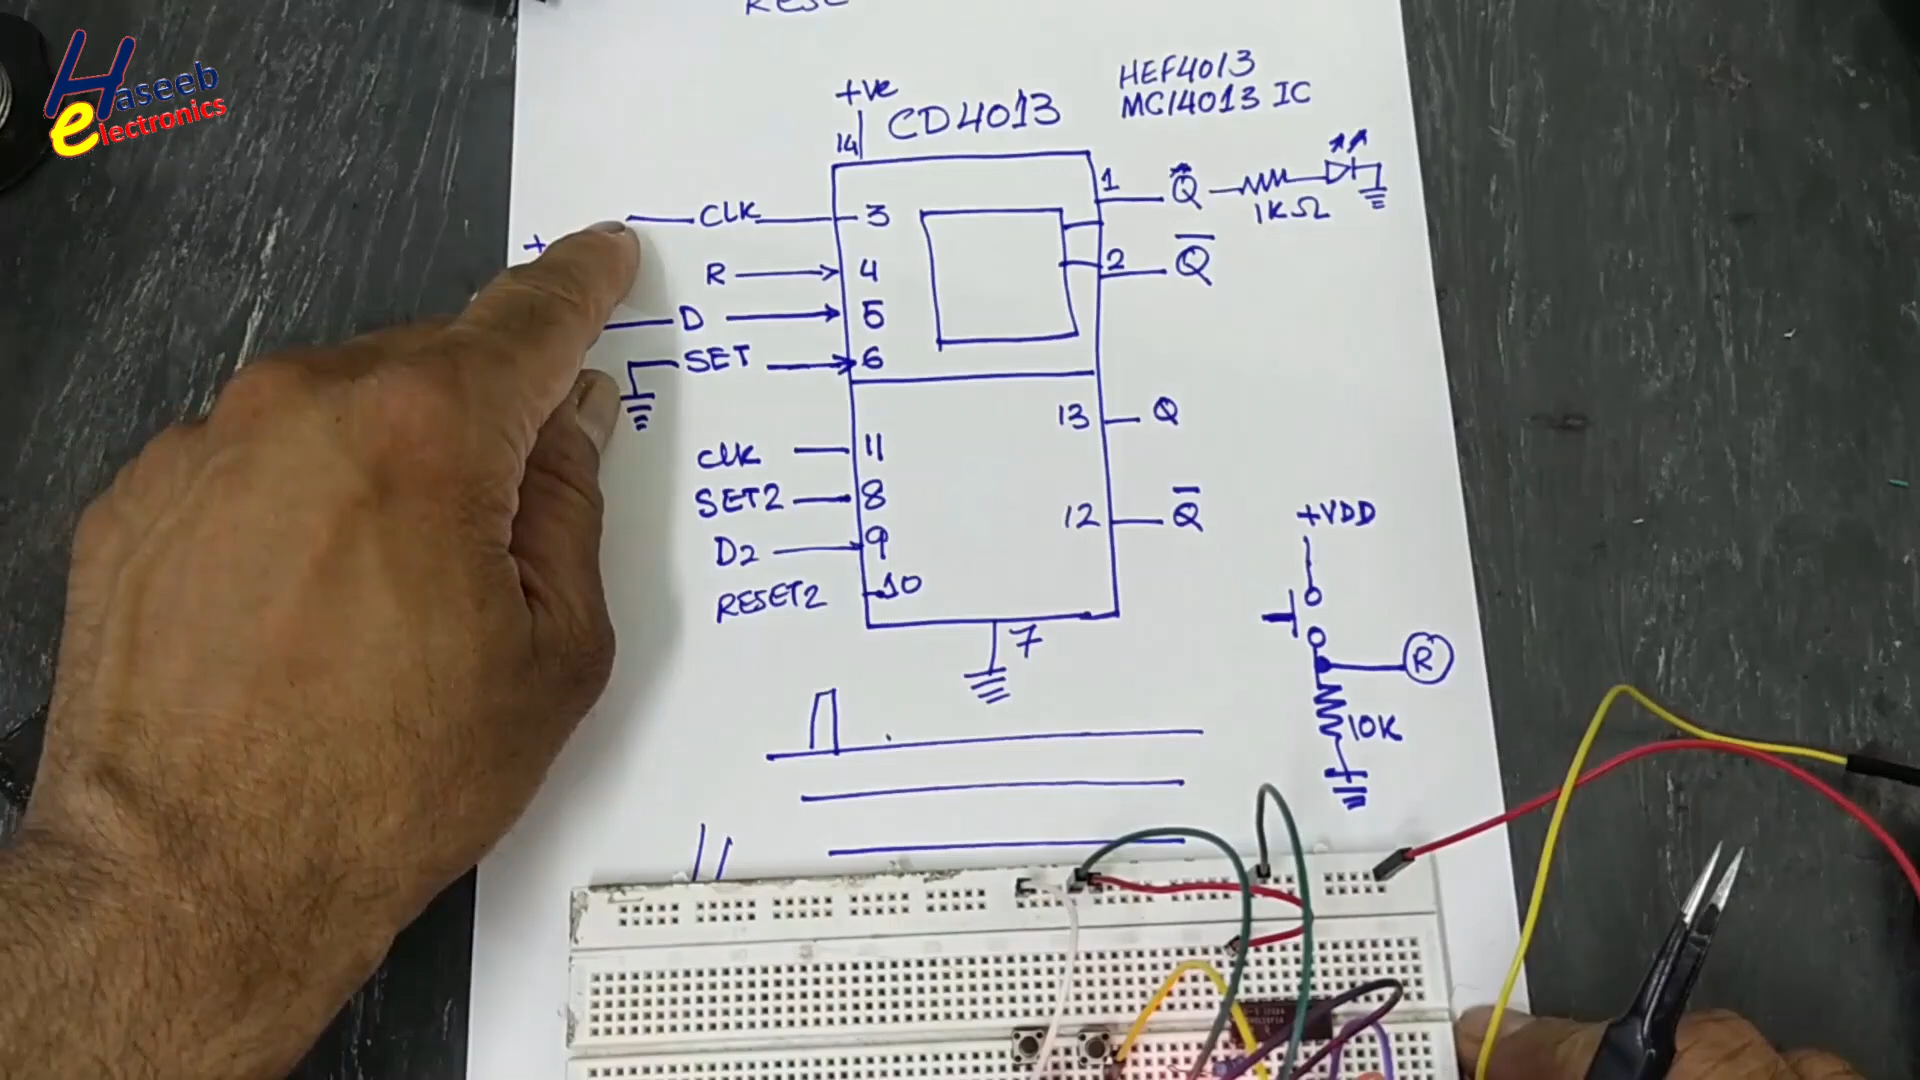 Haseeb
electronics
+ve
14
CD4013
HEF4013
MC14013 IC
CLK
3
1
Q
1KΩ
+
R
4
2
Q̅
D
5
SET
6
13
Q
CLK
11
SET2
8
12
Q̅
D2
9
RESET2
10
7
+VDD
R
10K